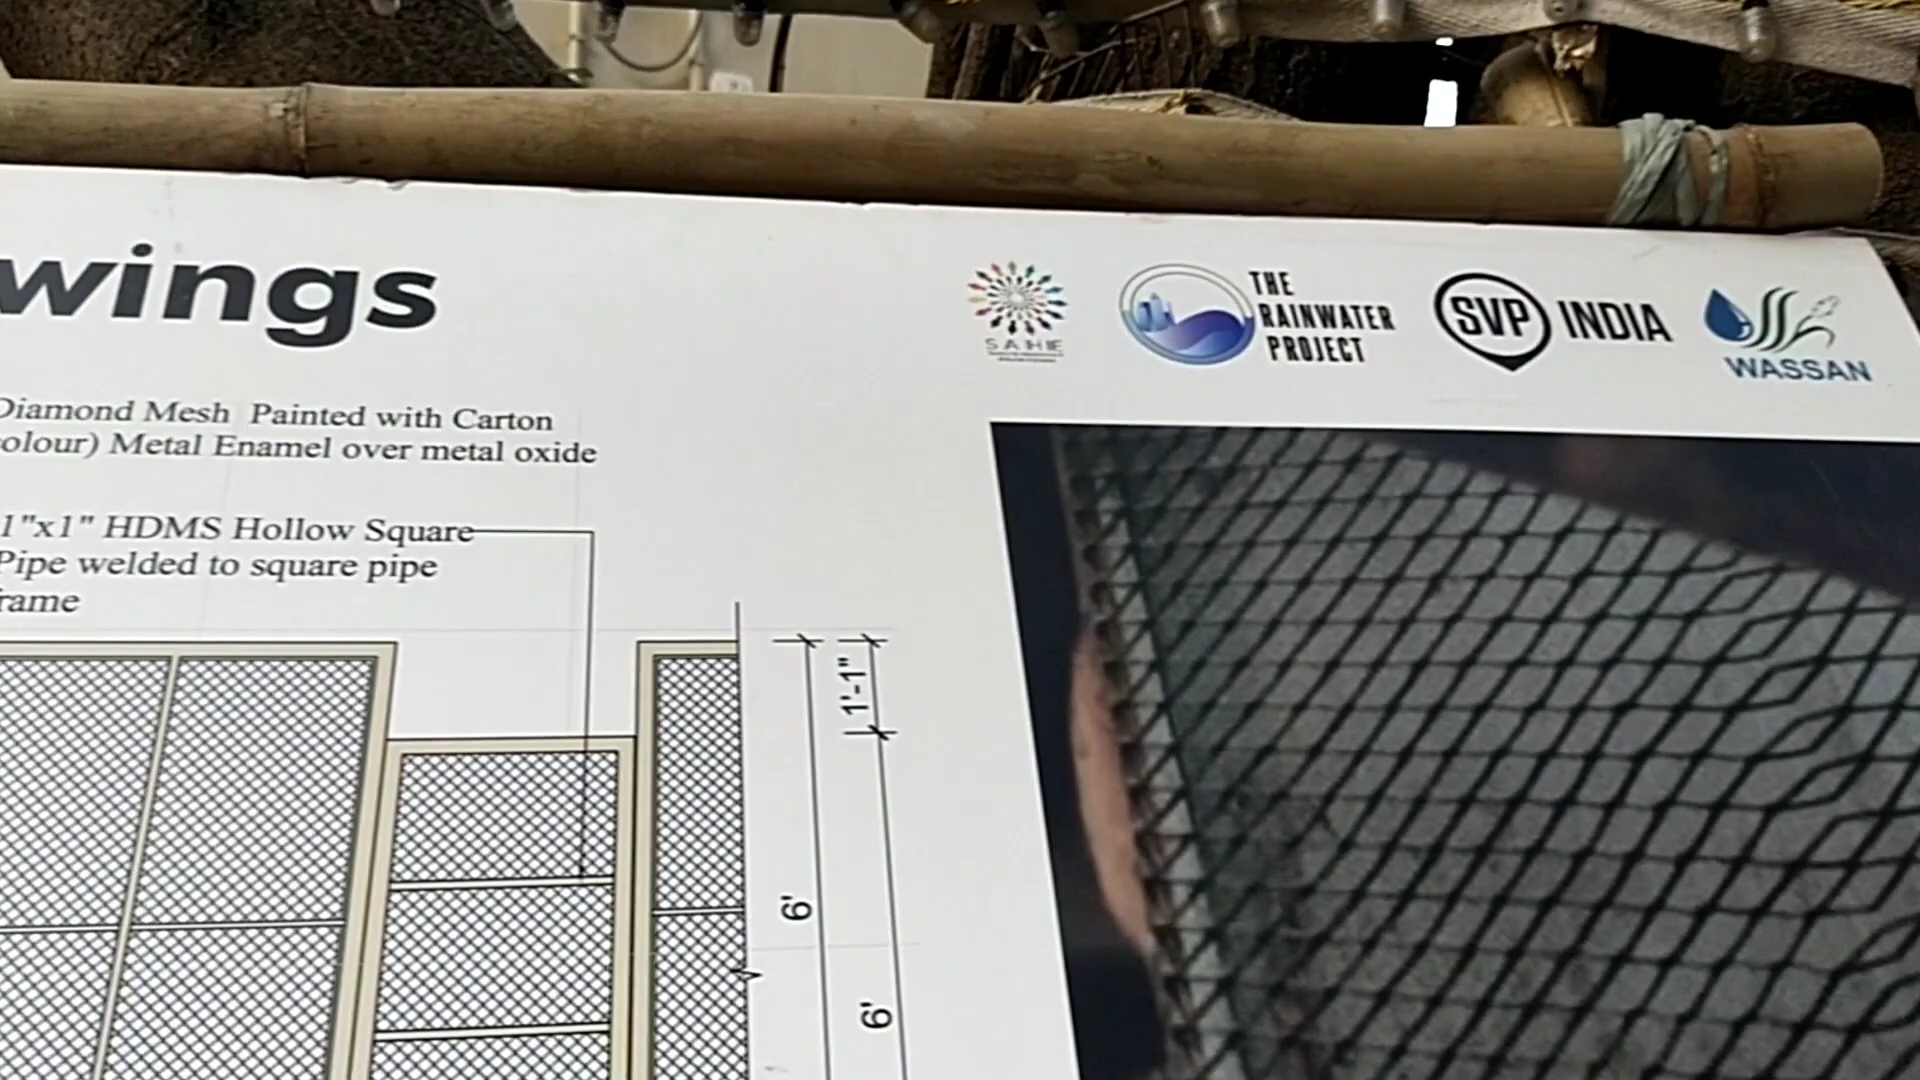 wings
SAHE
THE
RAINWATER
PROJECT
SVP INDIA
WASSAN
Diamond Mesh Painted with Carton
olour) Metal Enamel over metal oxide
1"x1" HDMS Hollow Square
Pipe welded to square pipe
rame
1'-1"
6'
6'